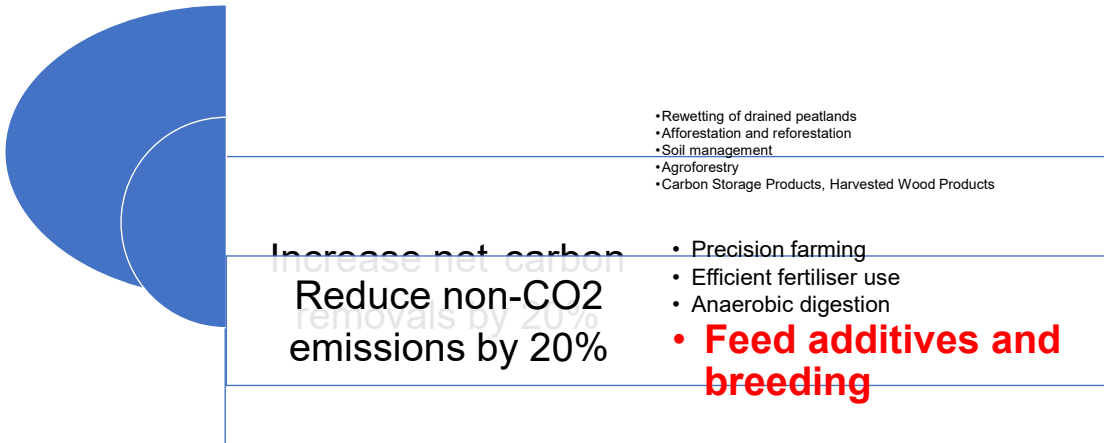 •Rewetting of drained peatlands
•Afforestation and reforestation
•Soil management
•Agroforestry
•Carbon Storage Products, Harvested Wood Products
Increase net carbon
removals by 20%
Reduce non-CO2
emissions by 20%
• Precision farming
• Efficient fertiliser use
• Anaerobic digestion
• Feed additives and
breeding